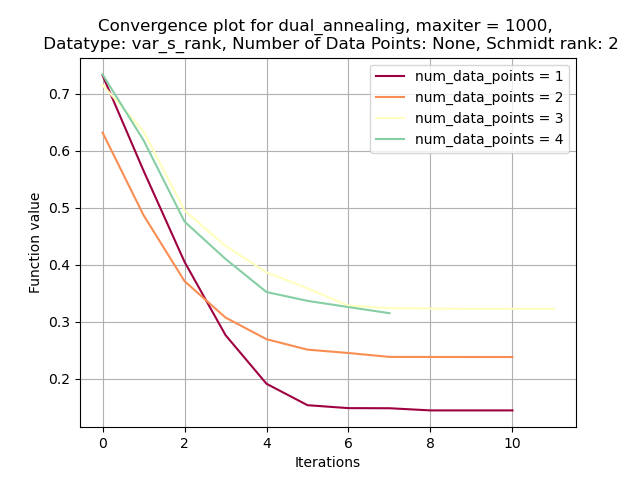 Convergence plot for dual_annealing, maxiter = 1000,
Datatype: var_s_rank, Number of Data Points: None, Schmidt rank: 2
num_data_points = 1
num_data_points = 2
num_data_points = 3
num_data_points = 4
Function value
0.7
0.6
0.5
0.4
0.3
0.2
0 2 4 6 8 10
Iterations